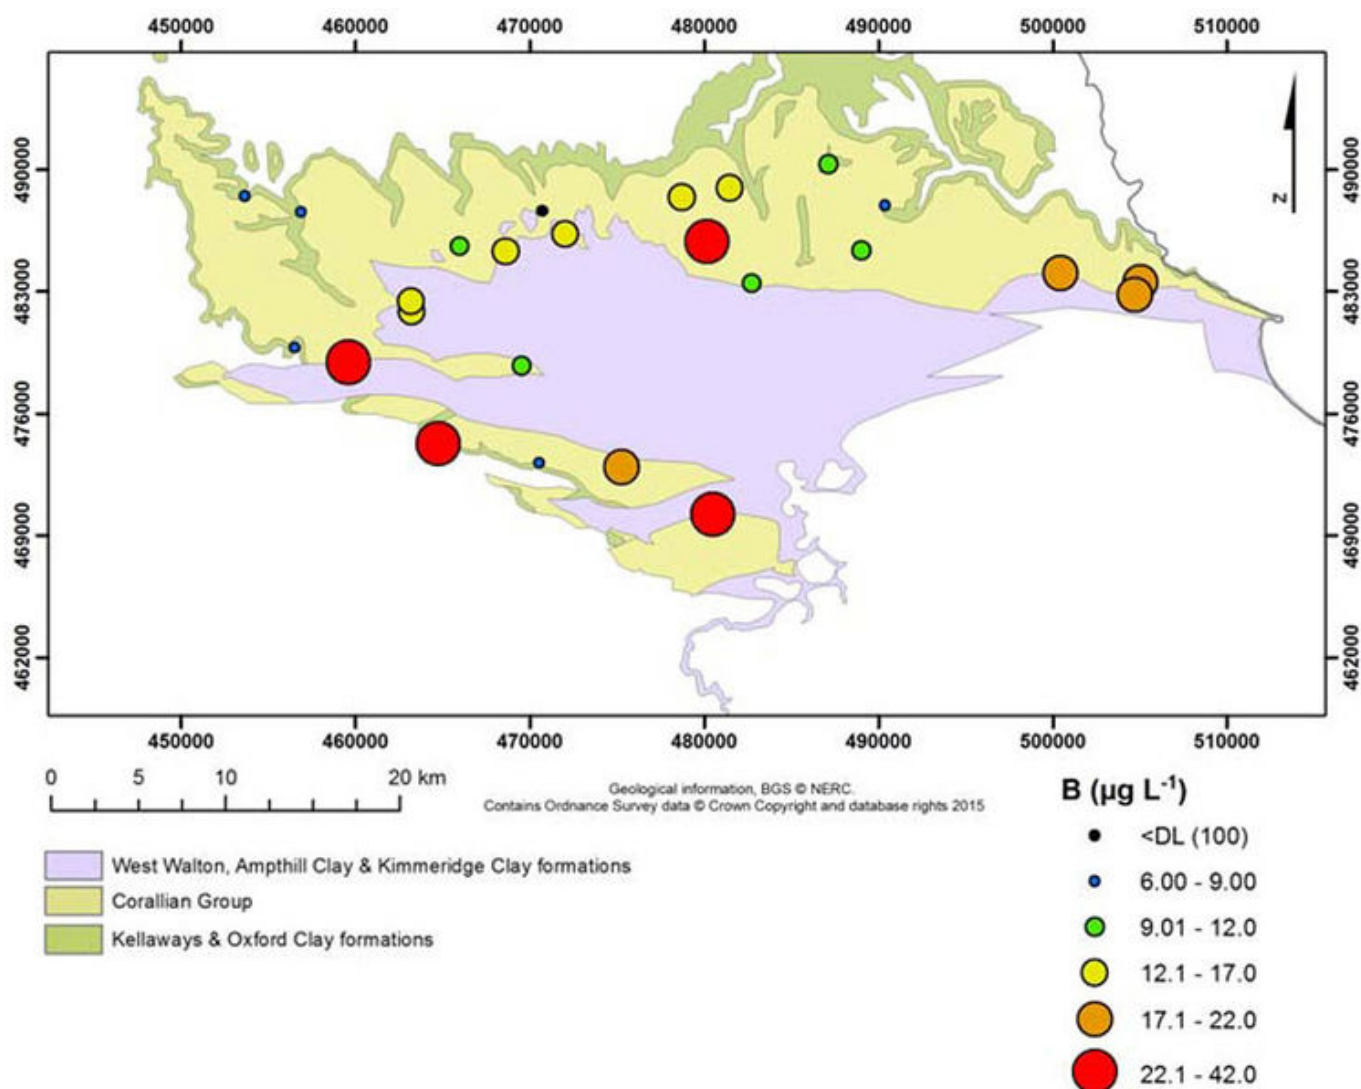 450000 460000 470000 480000 490000 500000 510000
490000 490000
483000 483000
476000 476000
469000 469000
462000 462000
N
450000 460000 470000 480000 490000 500000 510000
0 5 10 20 km
Geological information, BGS © NERC.
Contains Ordnance Survey data © Crown Copyright and database rights 2015
West Walton, Ampthill Clay & Kimmeridge Clay formations
Corallian Group
Kellaways & Oxford Clay formations
B (µg L⁻¹)
<DL (100)
6.00 - 9.00
9.01 - 12.0
12.1 - 17.0
17.1 - 22.0
22.1 - 42.0